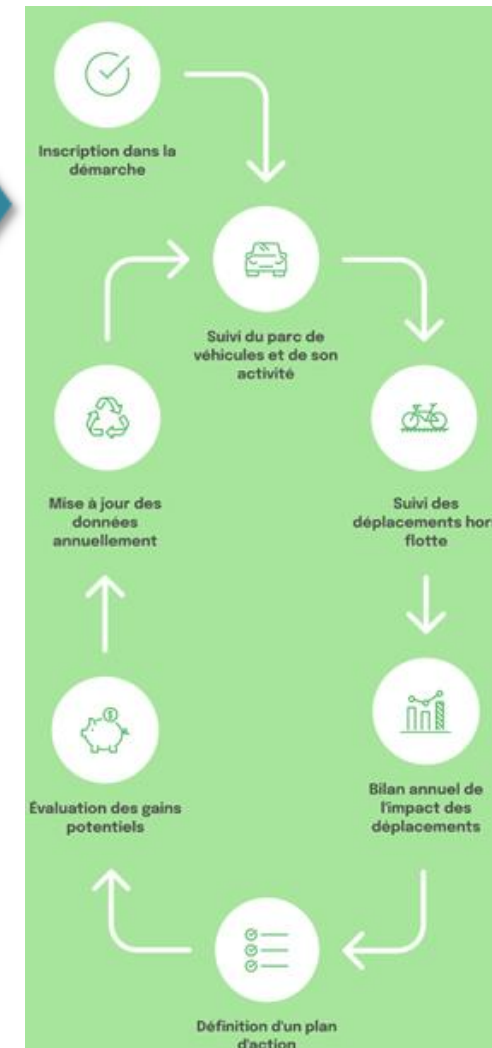 Inscription dans la
démarche
Suivi du parc de
véhicules et de son
activité
Suivi des
déplacements hor
flotte
Bilan annuel de
l'impact des
déplacements
Définition d'un plan
d'action
Évaluation des gains
potentiels
Mise à jour des
données
annuellement